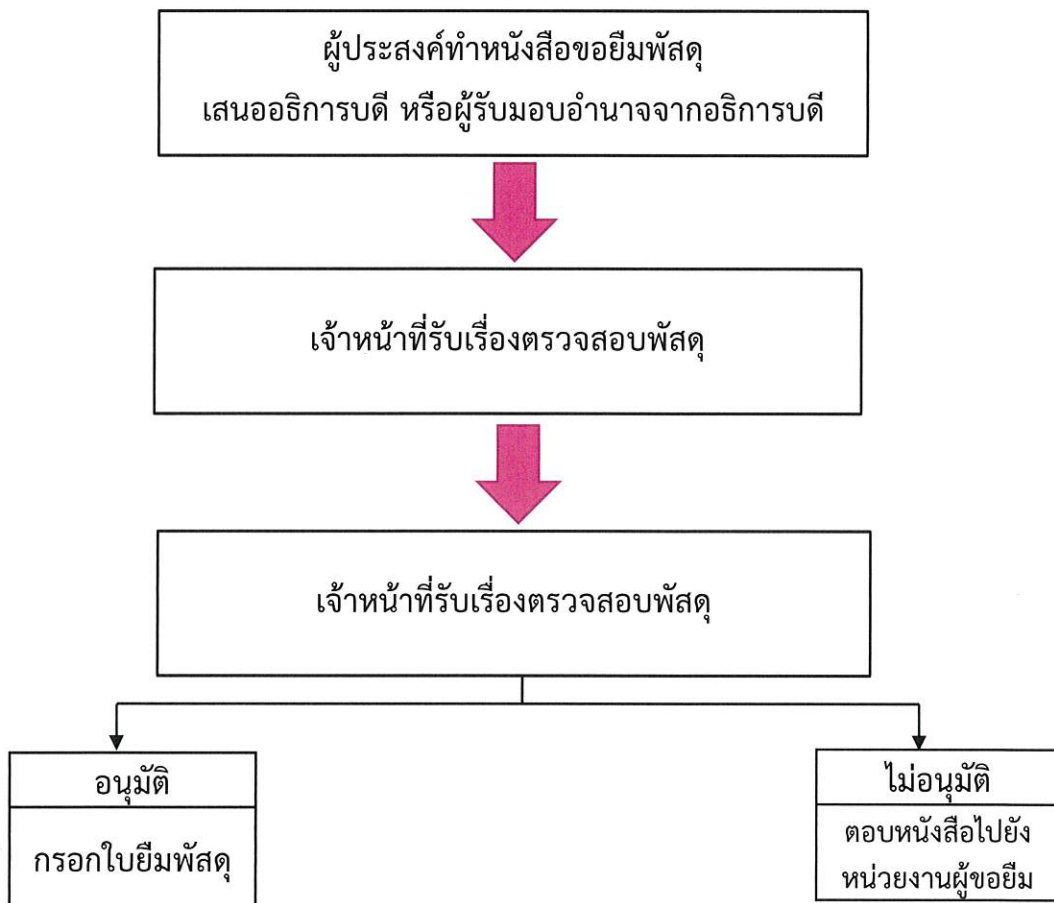 ผู้ประสงค์ทำหนังสือขอยืมพัสดุ
เสนออธิการบดี หรือผู้รับมอบอำนาจจากอธิการบดี
เจ้าหน้าที่รับเรื่องตรวจสอบพัสดุ
เจ้าหน้าที่รับเรื่องตรวจสอบพัสดุ
อนุมัติ
กรอกใบยืมพัสดุ
ไม่อนุมัติ
ตอบหนังสือไปยัง
หน่วยงานผู้ขอยืม